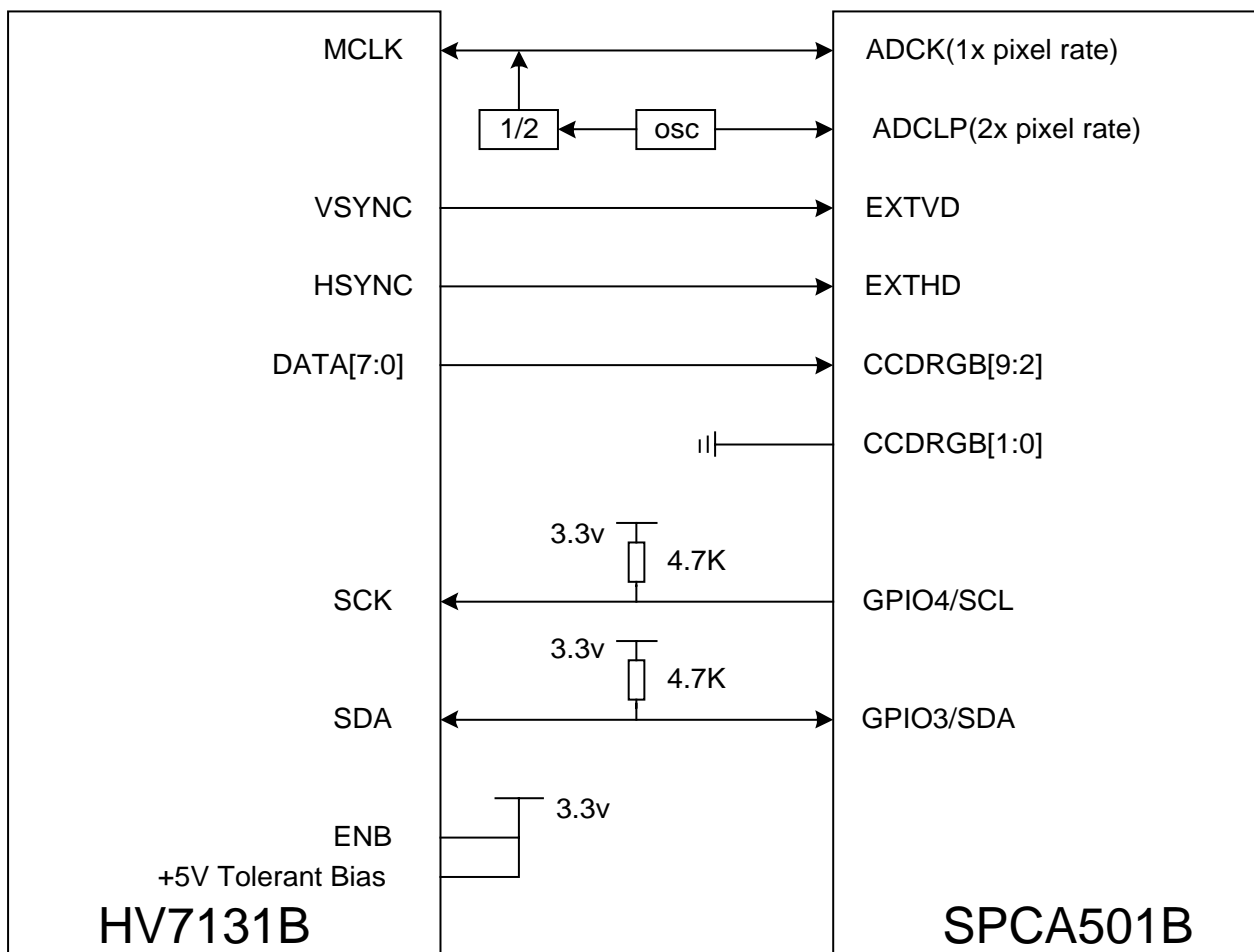 MCLK ADCK(1x pixel rate)
1/2 osc ADCLP(2x pixel rate)
VSYNC EXTVD
HSYNC EXTHD
DATA[7:0] CCDRGB[9:2]
CCDRGB[1:0]
3.3v
4.7K
SCK GPIO4/SCL
3.3v
4.7K
SDA GPIO3/SDA
3.3v
ENB
+5V Tolerant Bias
HV7131B SPCA501B